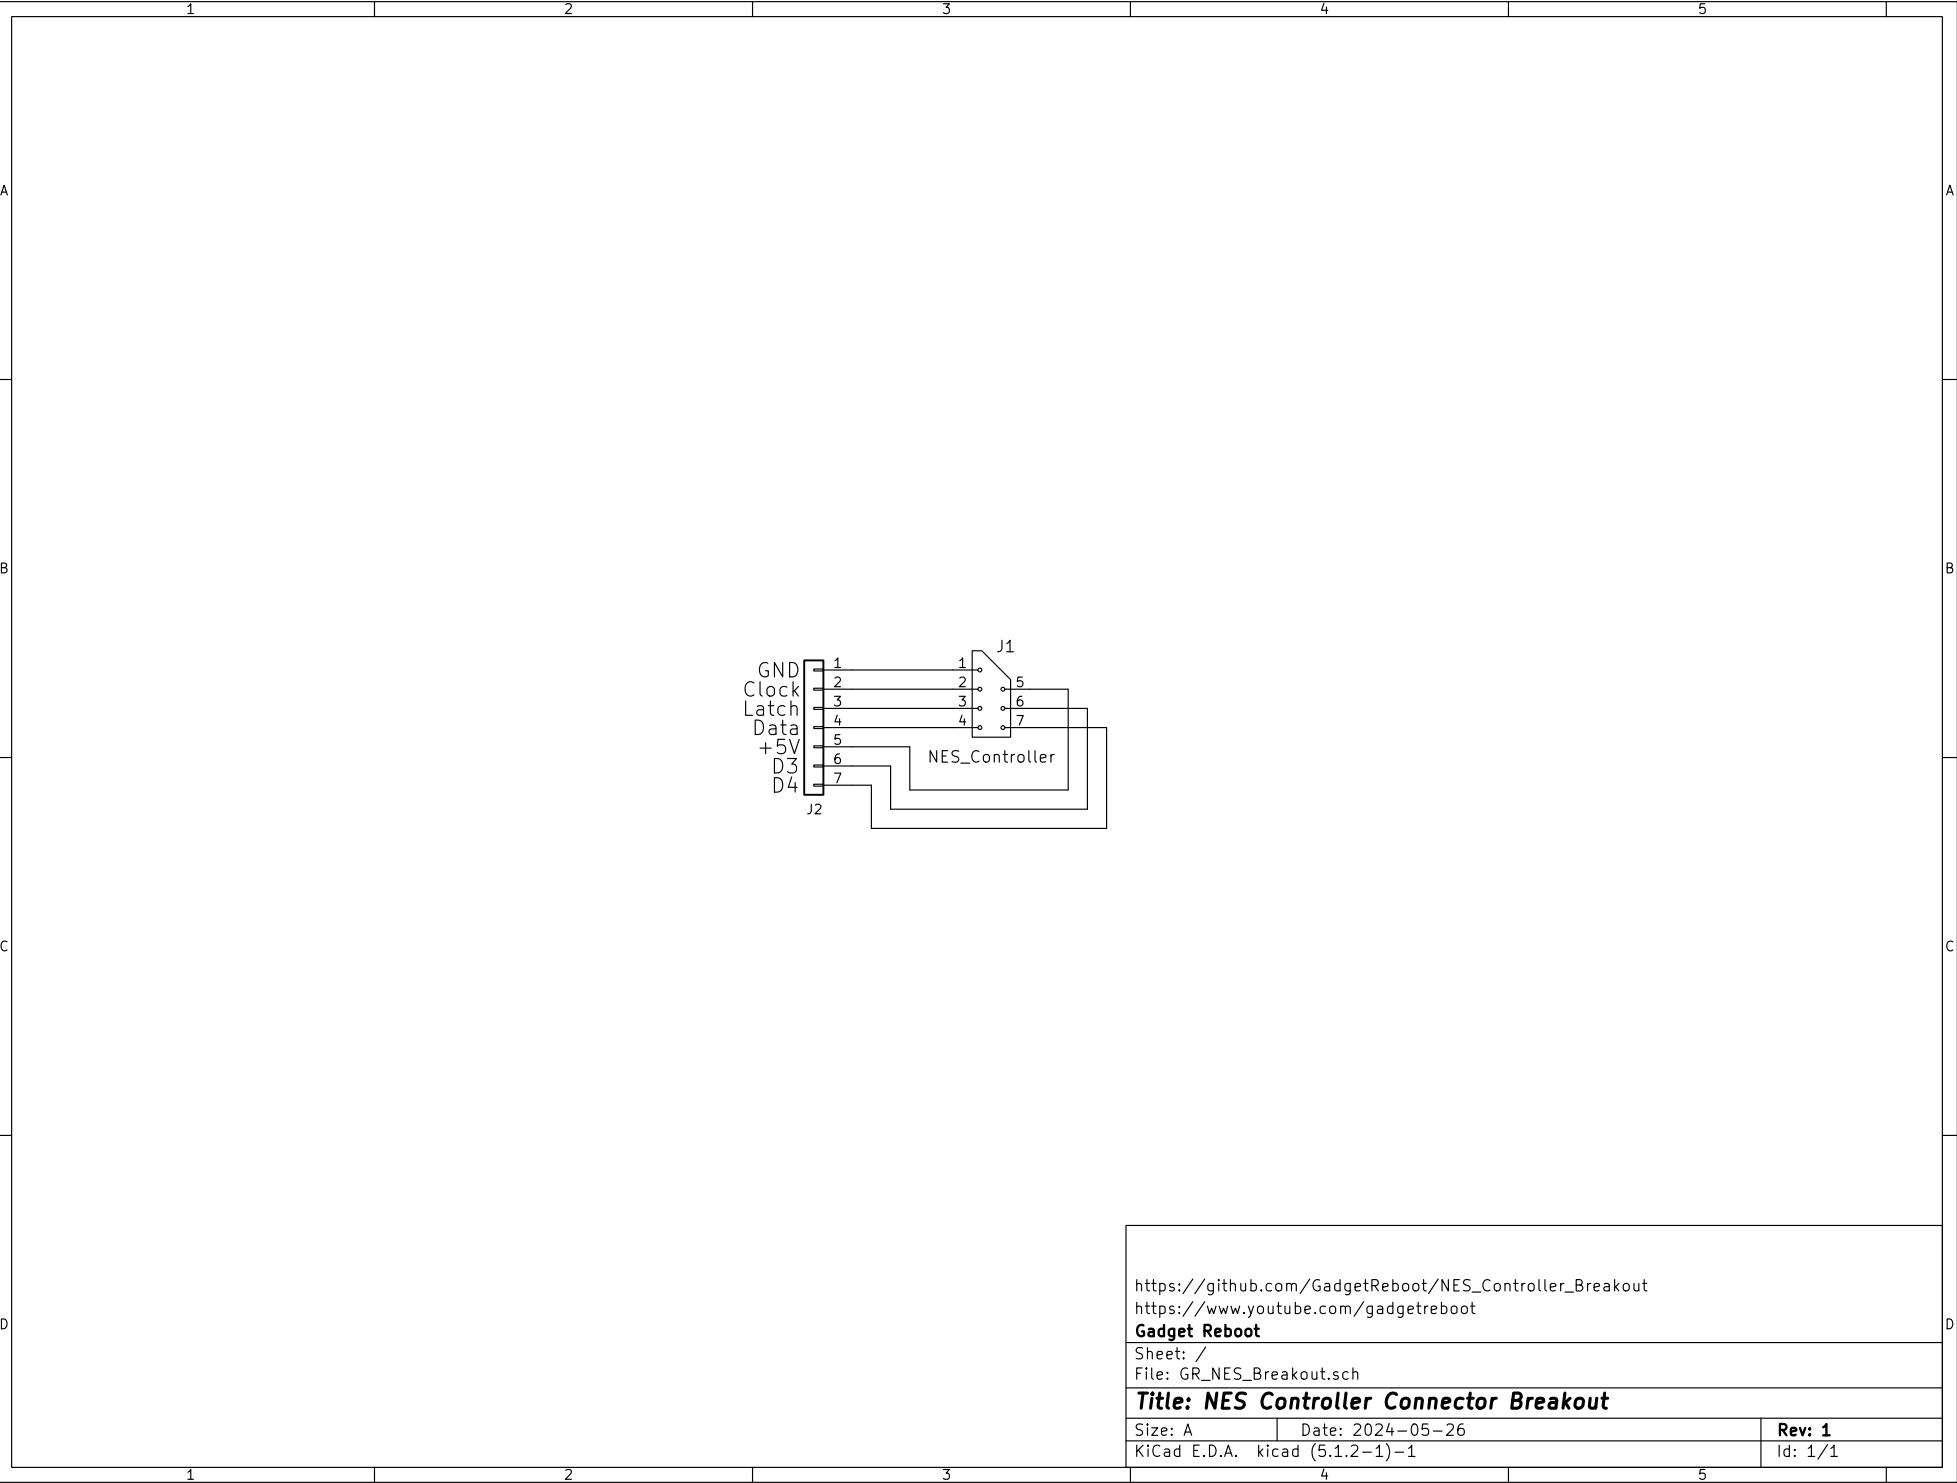 1 2 3 4 5
A A
B B
C C
D D
J1
GND 1 1
Clock 2 2 5
Latch 3 3 6
Data 4 4 7
+5V 5
NES_Controller
D3 6
D4 7
J2
https://github.com/GadgetReboot/NES_Controller_Breakout
https://www.youtube.com/gadgetreboot
Gadget Reboot
Sheet: /
File: GR_NES_Breakout.sch
Title: NES Controller Connector Breakout
Size: A Date: 2024-05-26 Rev: 1
KiCad E.D.A. kicad (5.1.2-1)-1 Id: 1/1
1 2 3 4 5